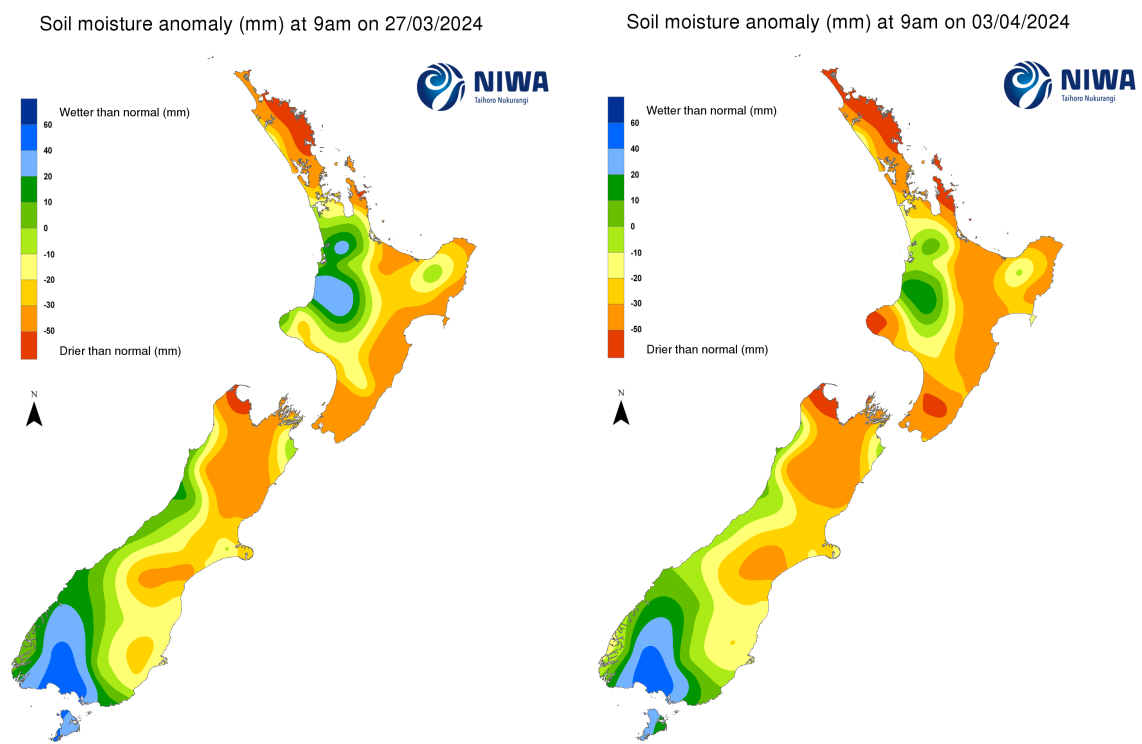 Soil moisture anomaly (mm) at 9am on 27/03/2024
NIWA
Taihoro Nukurangi
Wetter than normal (mm)
60
40
20
10
0
-10
-20
-30
-50
Drier than normal (mm)
N
Soil moisture anomaly (mm) at 9am on 03/04/2024
NIWA
Taihoro Nukurangi
Wetter than normal (mm)
60
40
20
10
0
-10
-20
-30
-50
Drier than normal (mm)
N